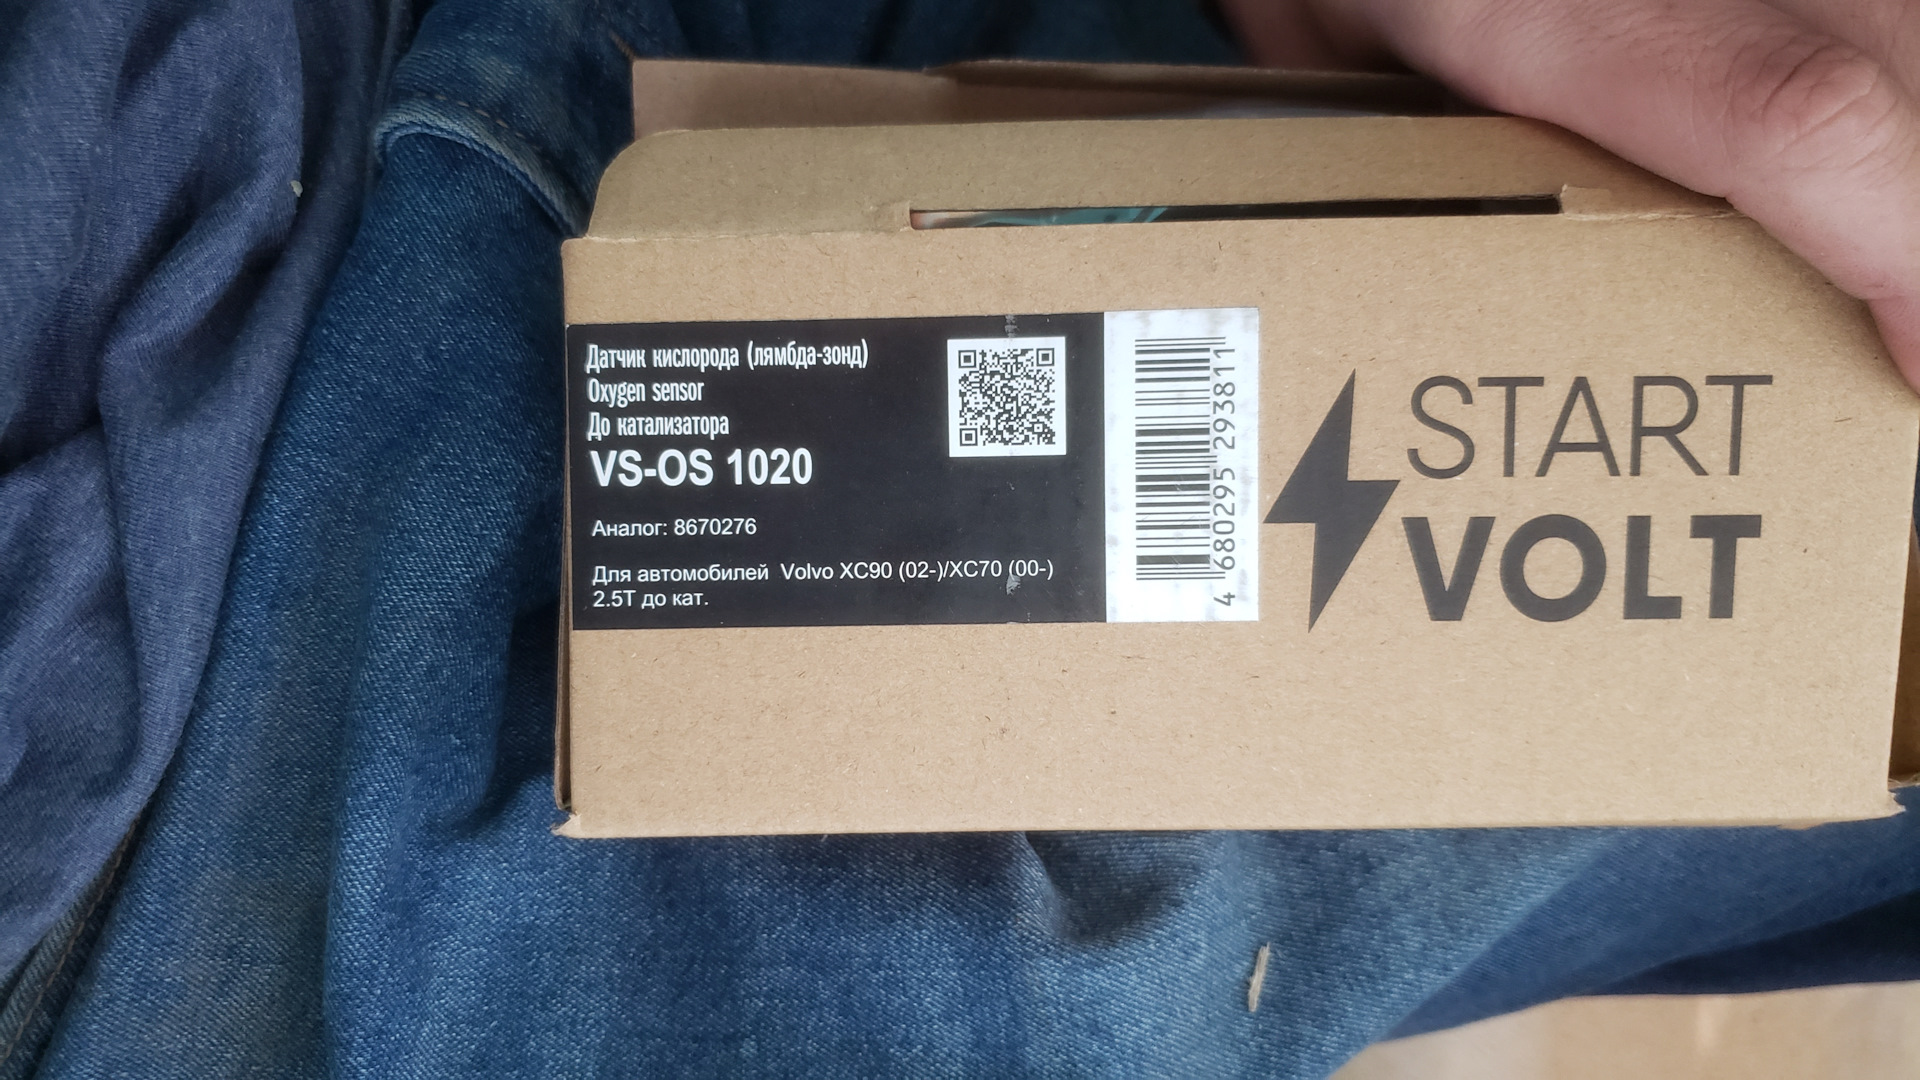 Датчик кислорода (лямбда-зонд)
Oxygen sensor
До катализатора
VS-OS 1020
Аналог: 8670276
Для автомобилей Volvo XC90 (02-)/XC70 (00-)
2.5T до кат.
4 680295 293811
START
VOLT